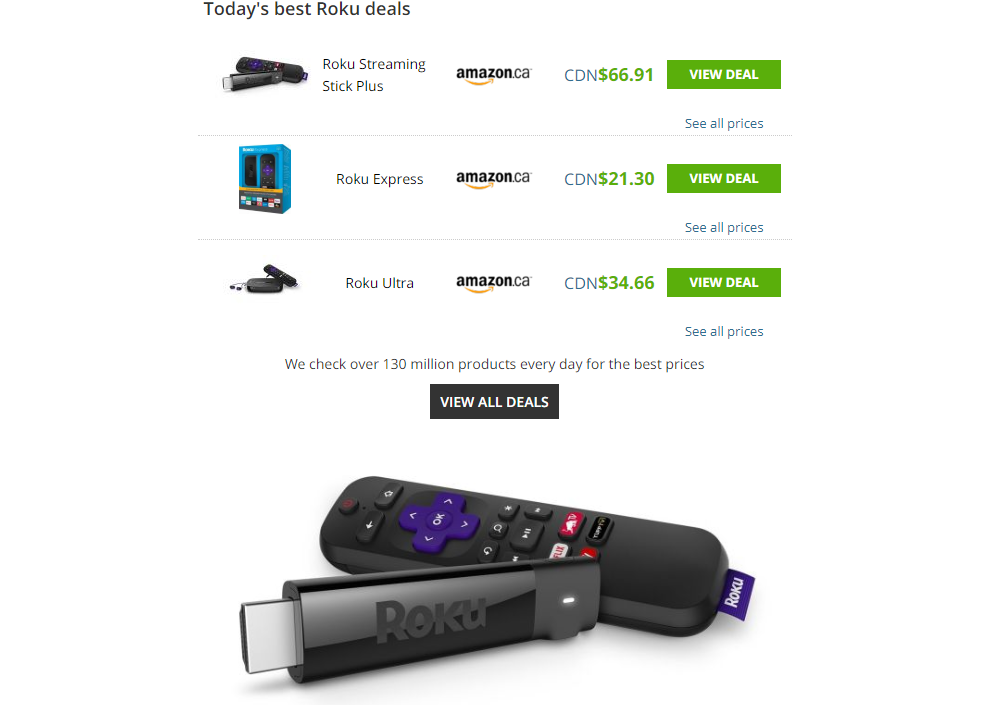 Today's best Roku deals
Roku Streaming
Stick Plus
amazon.ca
CDN$66.91
VIEW DEAL
See all prices
Roku Express
amazon.ca
CDN$21.30
VIEW DEAL
See all prices
Roku Ultra
amazon.ca
CDN$34.66
VIEW DEAL
See all prices
We check over 130 million products every day for the best prices
VIEW ALL DEALS
OK
Roku
Roku